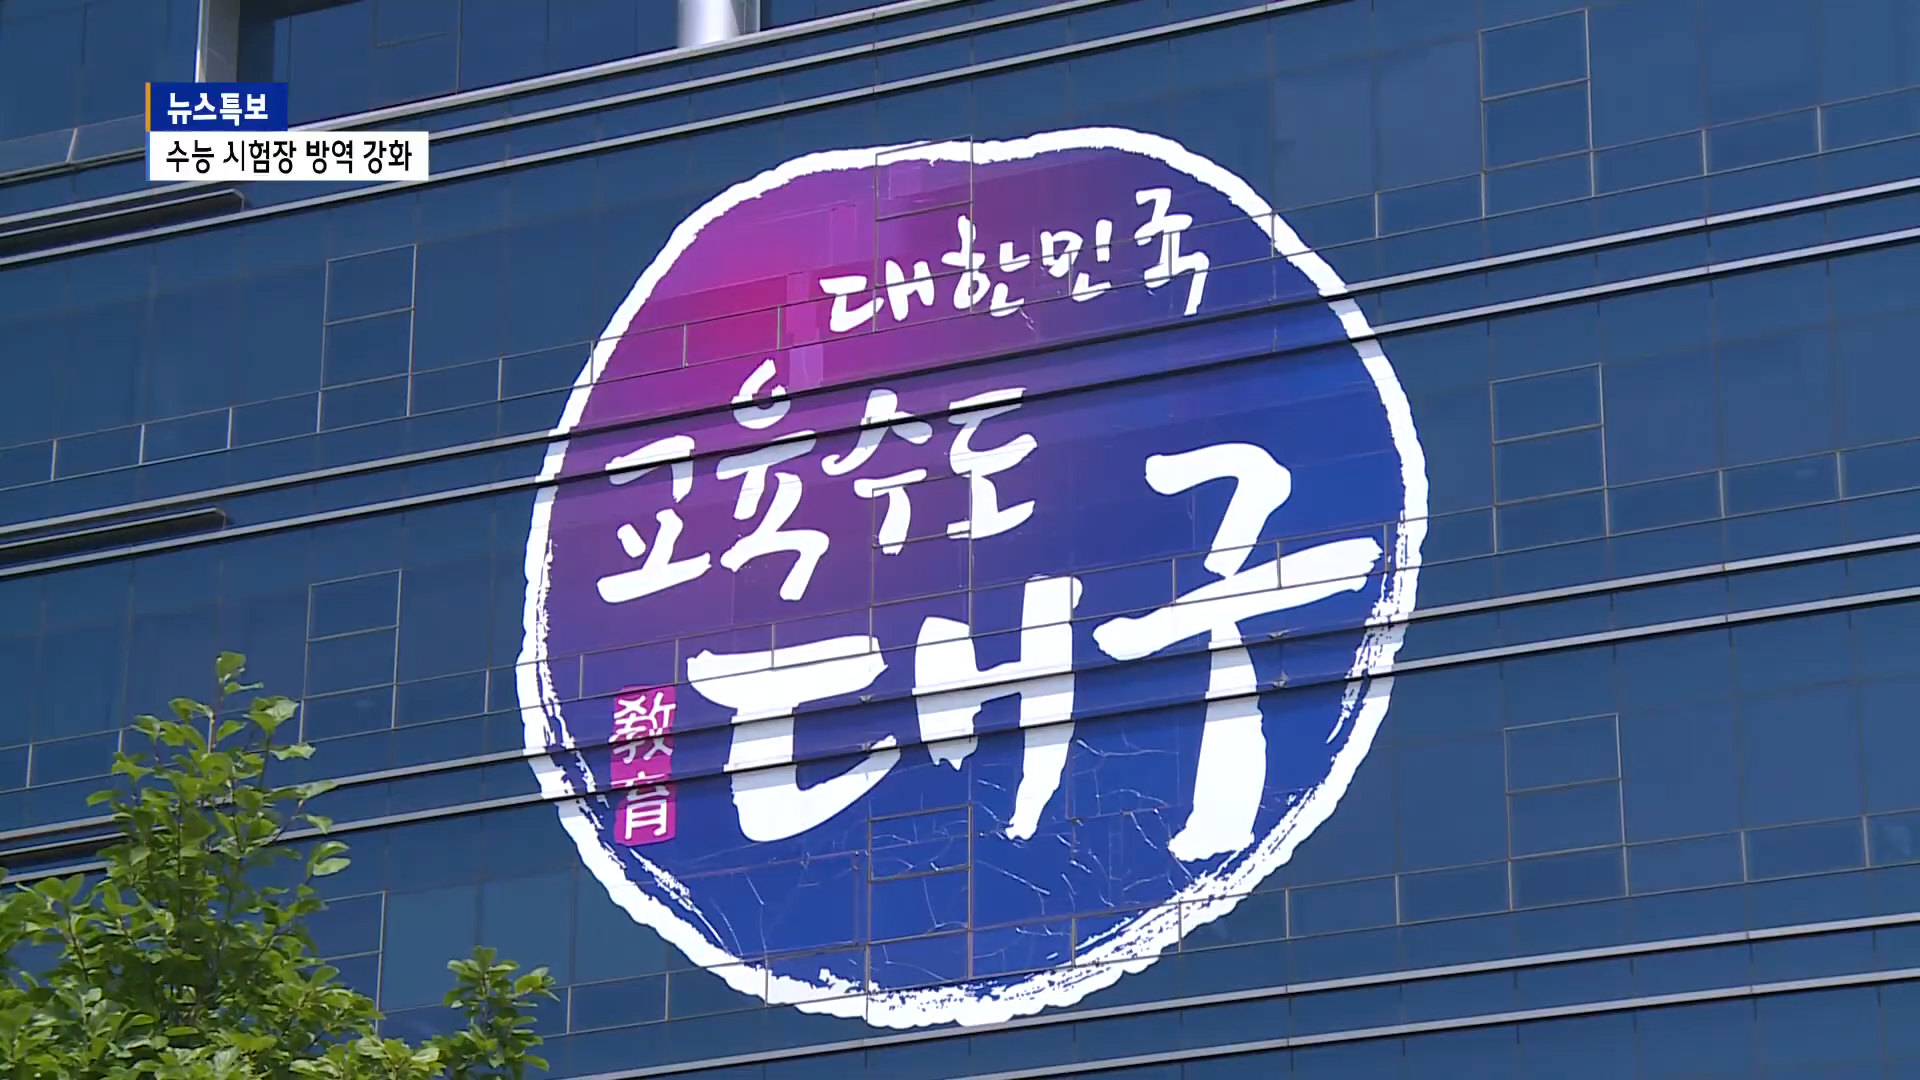 뉴스특보
수능 시험장 방역 강화
대한민국
교육수도
대구
教育